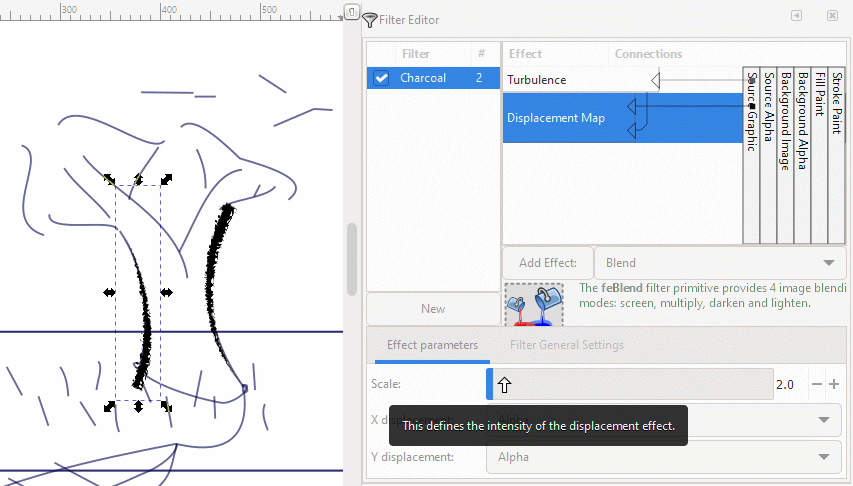 300
400
500
Filter Editor
Filter
#
Effect
Connections
Charcoal
2
Turbulence
Displacement Map
Source Graphic
Source Alpha
Background Image
Background Alpha
Fill Paint
Stroke Paint
Add Effect:
Blend
New
The feBlend filter primitive provides 4 image blendi
modes: screen, multiply, darken and lighten.
Effect parameters
Filter General Settings
Scale:
2.0
X d
Alpha
This defines the intensity of the displacement effect.
Y displacement:
Alpha